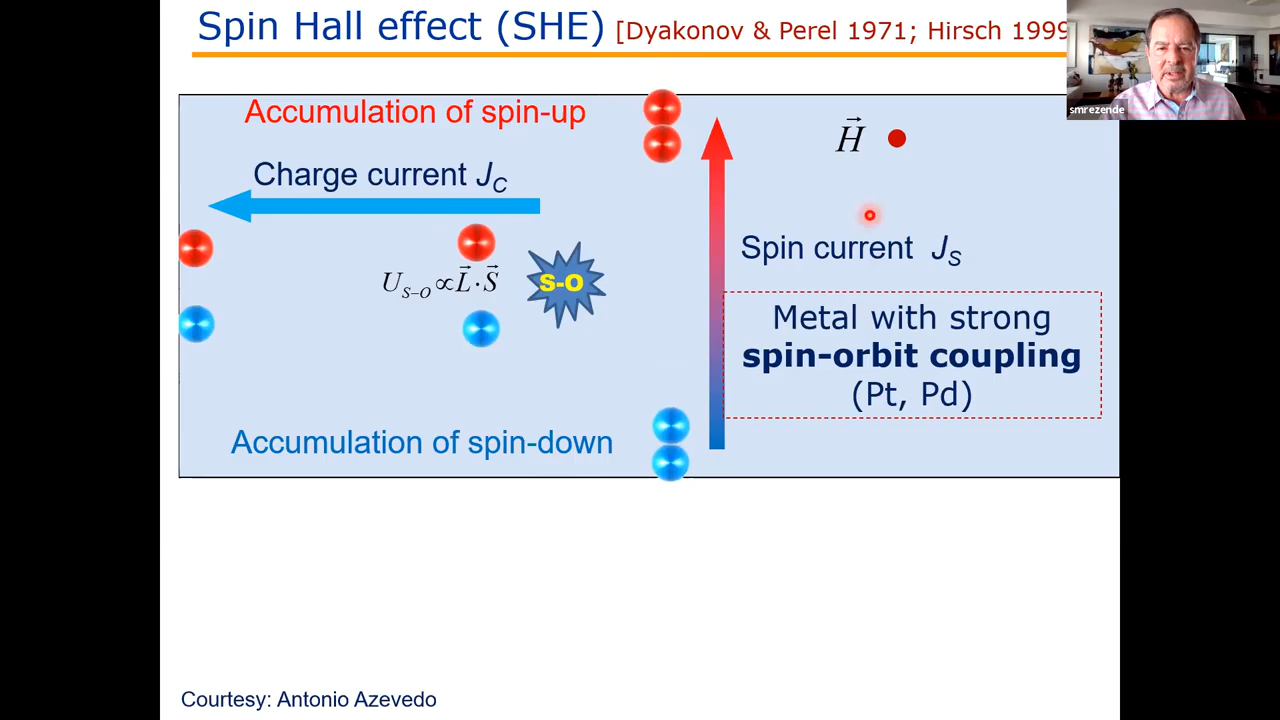 Spin Hall effect (SHE) [Dyakonov & Perel 1971; Hirsch 1999
smrezende
Accumulation of spin-up
H⃗
Charge current J_C
Spin current J_S
U_{S–O} ∝ L⃗·S⃗
S-O
Metal with strong
spin-orbit coupling
(Pt, Pd)
Accumulation of spin-down
Courtesy: Antonio Azevedo